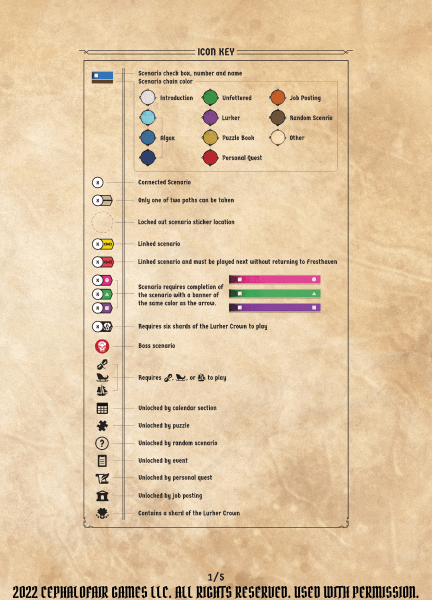 ICON KEY
Scenario check box, number and name
Scenario chain color
Introduction
Unfettered
Job Posting
Lurker
Random Scenario
Algox
Puzzle Book
Other
Personal Quest
Connected Scenario
Only one of two paths can be taken
Locked out scenario sticker location
Linked scenario
Linked scenario and must be played next without returning to Frosthaven
Scenario requires completion of
the scenario with a banner of
the same color as the arrow.
Requires six shards of the Lurker Crown to play
Boss scenario
Requires , , or to play
Unlocked by calendar section
Unlocked by puzzle
?
Unlocked by random scenario
Unlocked by event
Unlocked by personal quest
Unlocked by job posting
Contains a shard of the Lurker Crown
1/5
2022 CEPHALOFAIR GAMES LLC. ALL RIGHTS RESERVED. USED WITH PERMISSION.